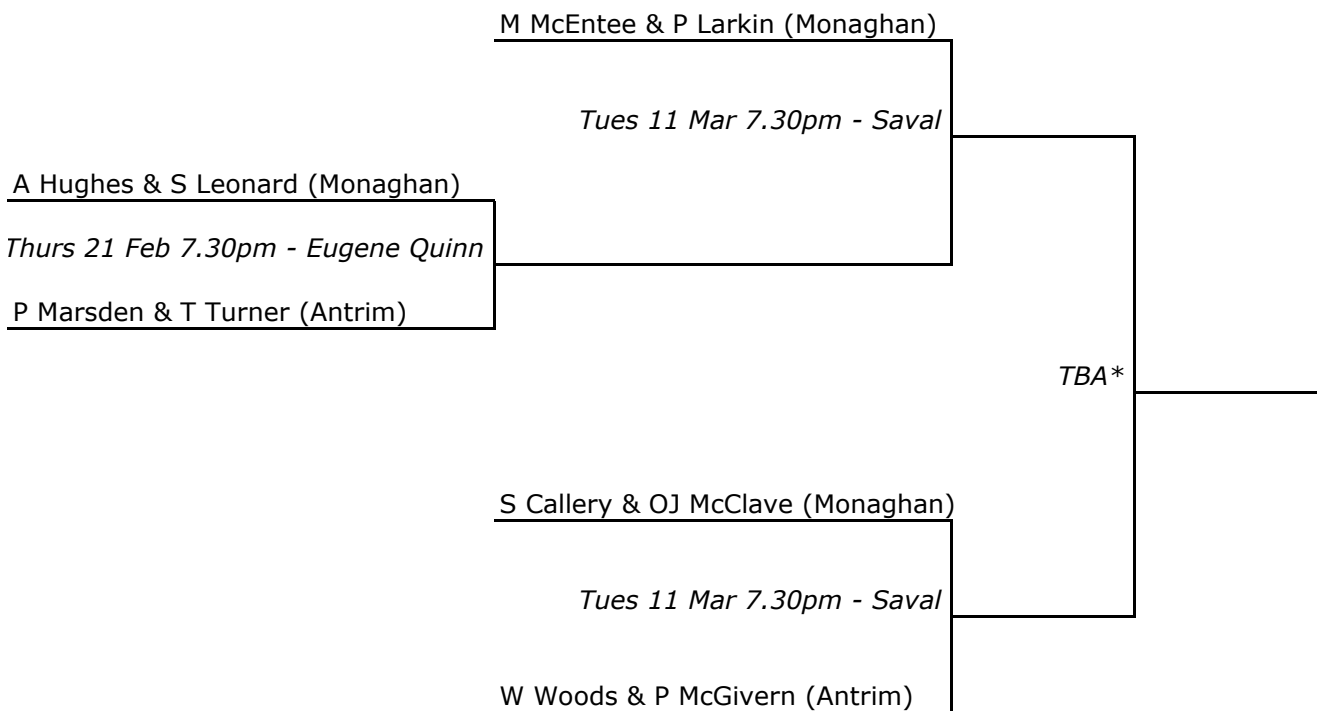 M McEntee & P Larkin (Monaghan)
Tues 11 Mar 7.30pm - Saval
A Hughes & S Leonard (Monaghan)
Thurs 21 Feb 7.30pm - Eugene Quinn
P Marsden & T Turner (Antrim)
TBA*
S Callery & OJ McClave (Monaghan)
Tues 11 Mar 7.30pm - Saval
W Woods & P McGivern (Antrim)